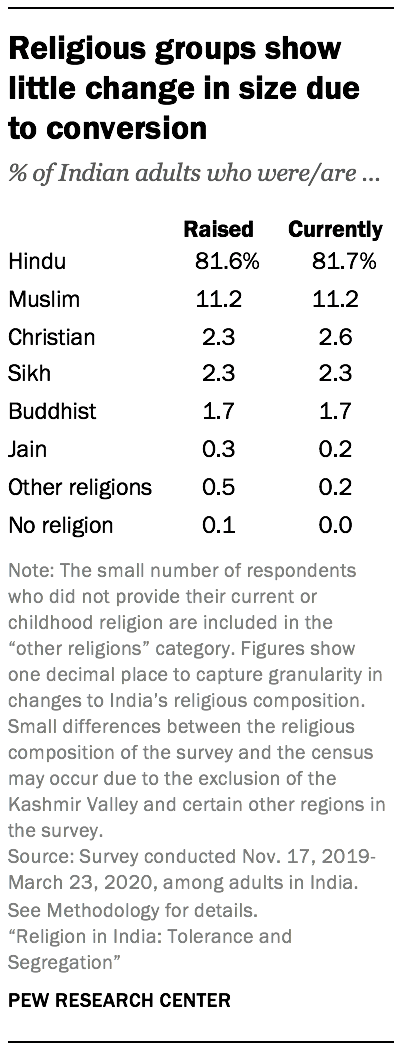 Religious groups show
little change in size due
to conversion
% of Indian adults who were/are ...
Raised Currently
Hindu 81.6% 81.7%
Muslim 11.2 11.2
Christian 2.3 2.6
Sikh 2.3 2.3
Buddhist 1.7 1.7
Jain 0.3 0.2
Other religions 0.5 0.2
No religion 0.1 0.0
Note: The small number of respondents
who did not provide their current or
childhood religion are included in the
“other religions” category. Figures show
one decimal place to capture granularity in
changes to India’s religious composition.
Small differences between the religious
composition of the survey and the census
may occur due to the exclusion of the
Kashmir Valley and certain other regions in
the survey.
Source: Survey conducted Nov. 17, 2019-
March 23, 2020, among adults in India.
See Methodology for details.
“Religion in India: Tolerance and
Segregation”
PEW RESEARCH CENTER